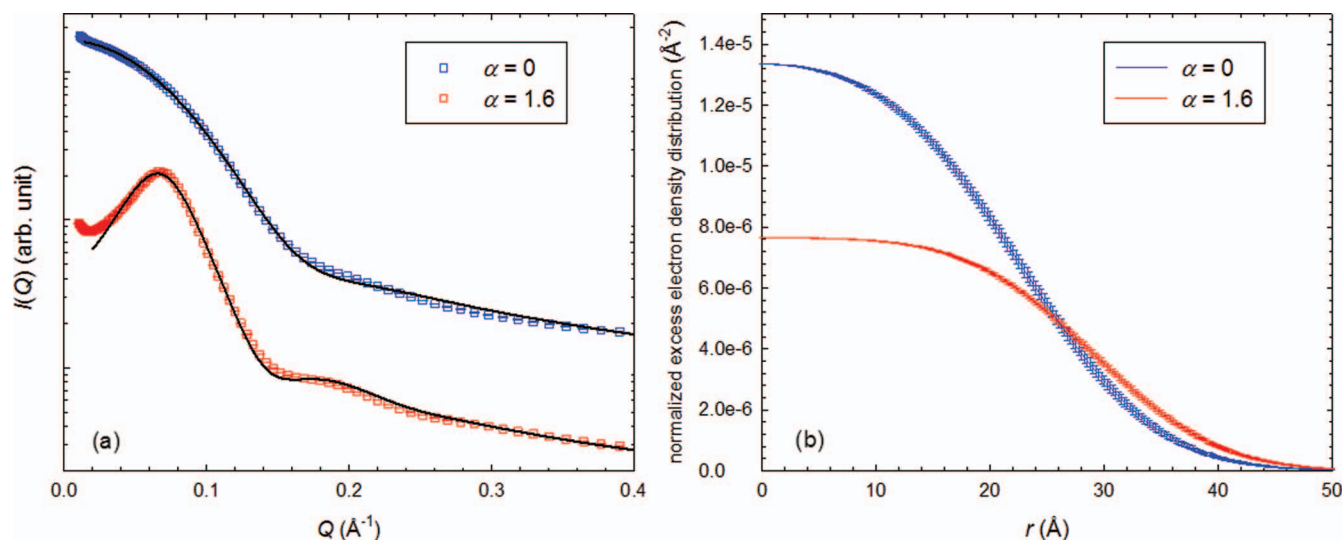 α = 0
α = 1.6
I(Q) (arb. unit)
(a)
0.0 0.1 0.2 0.3 0.4
Q (Å-1)
normalized excess electron density distribution (Å-2)
1.4e-5
1.2e-5
1.0e-5
8.0e-6
6.0e-6
4.0e-6
2.0e-6
0.0
α = 0
α = 1.6
(b)
0 10 20 30 40 50
r (Å)